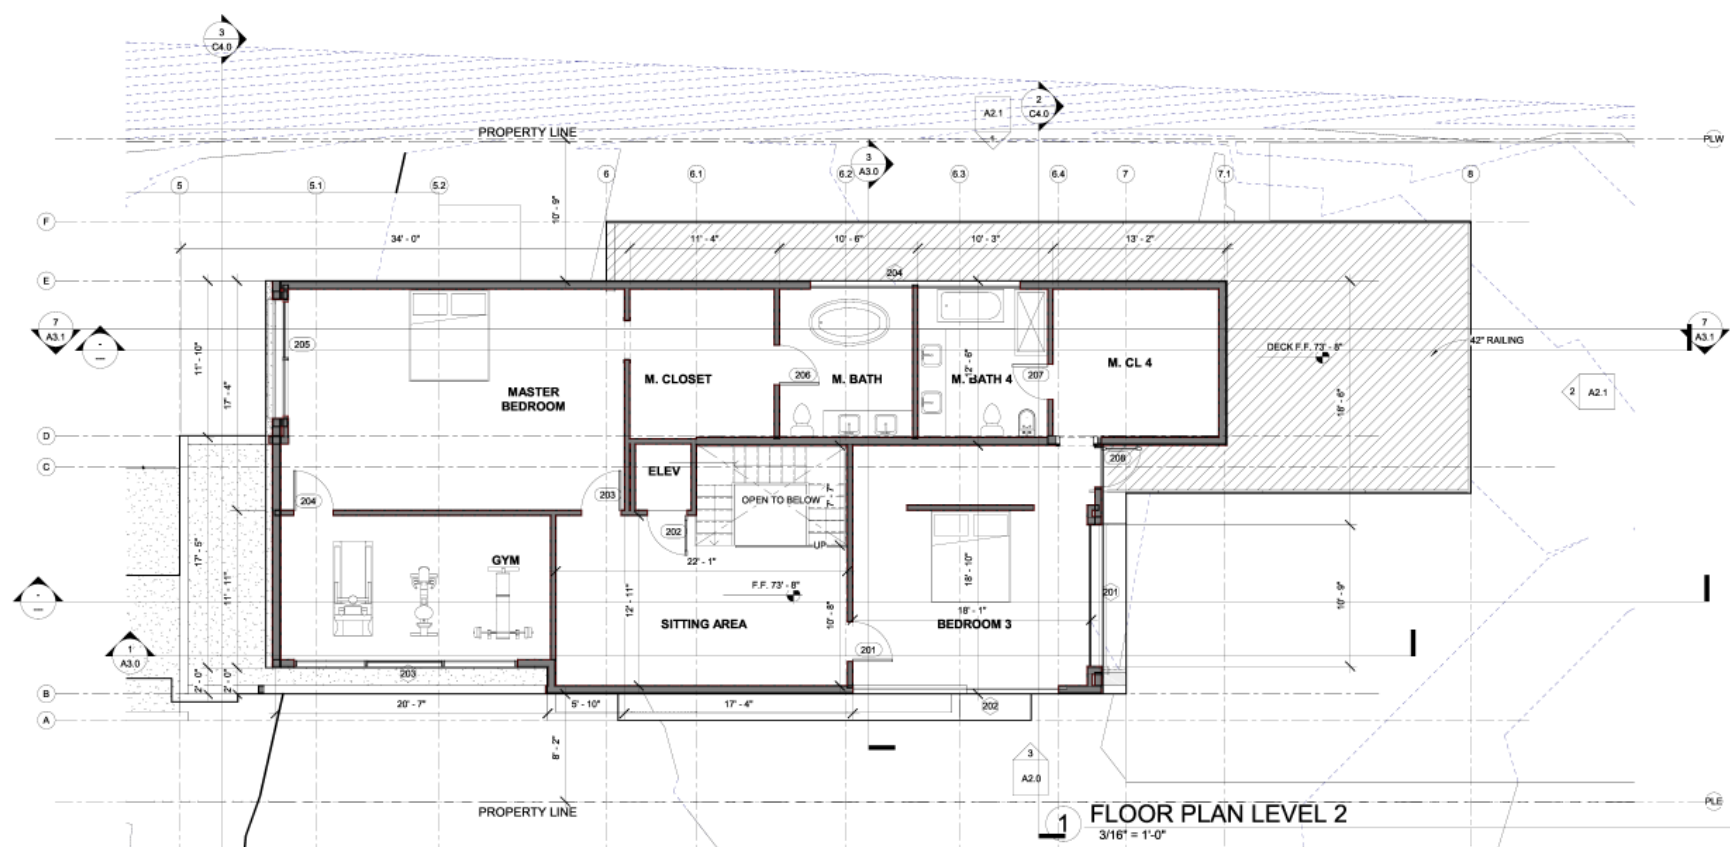 3
C4.0
2
C4.0
A2.1
1
PROPERTY LINE
PLW
3
A3.0
5
5.1
5.2
6
6.1
6.2
6.3
6.4
7
7.1
8
F
10' - 9"
34' - 0"
11' - 4"
10' - 6"
10' - 3"
13' - 2"
E
204
7
A3.1
7
A3.1
-
205
11' - 10"
17' - 4"
MASTER
BEDROOM
M. CLOSET
206
M. BATH
12' - 6"
M. BATH 4
207
M. CL 4
DECK F.F. 73' - 8"
42" RAILING
2
A2.1
18' - 6"
D
C
204
203
ELEV
OPEN TO BELOW
7' - 7"
208
202
UP
17' - 5"
11' - 11"
GYM
22' - 1"
F.F. 73' - 8"
18' - 10"
12' - 11"
10' - 8"
18' - 1"
201
10' - 9"
-
SITTING AREA
BEDROOM 3
201
1
A3.0
203
2' - 0"
2' - 0"
B
20' - 7"
5' - 10"
17' - 4"
202
A
8' - 2"
3
A2.0
PROPERTY LINE
PLE
1
FLOOR PLAN LEVEL 2
3/16" = 1'-0"